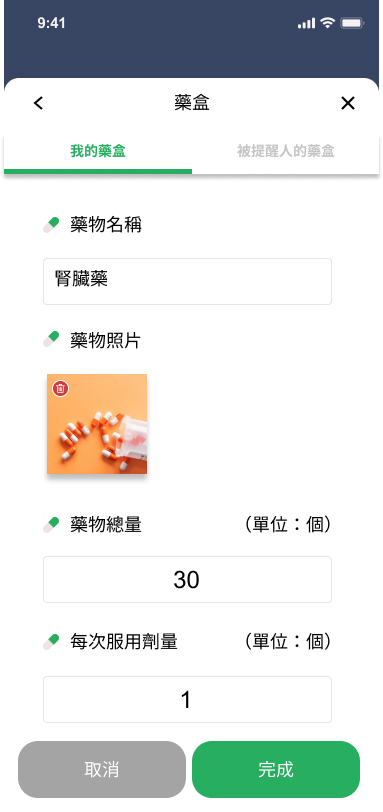 9:41
藥盒
我的藥盒 被提醒人的藥盒
藥物名稱
腎臟藥
藥物照片
藥物總量 （單位：個）
30
每次服用劑量 （單位：個）
1
取消 完成